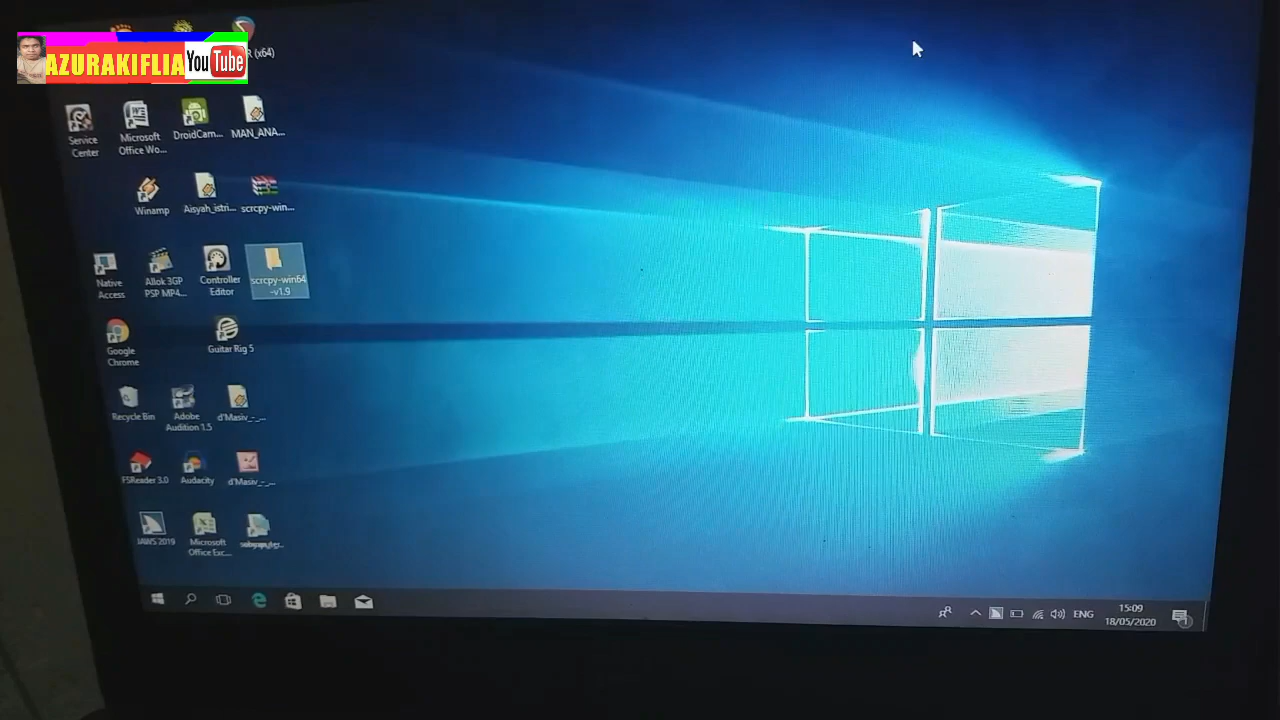 R (x64)
AZURAKIFLIA YouTube
Service Center
Microsoft Office Wo...
DroidCam...
MAN_ANA...
Winamp
Aisyah_istri...
scrcpy-win...
Native Access
Allok 3GP PSP MP4...
Controller Editor
scrcpy-win64-v1.9
Google Chrome
Guitar Rig 5
Recycle Bin
Adobe Audition 1.5
d'Masiv_-_...
FSReader 3.0
Audacity
d'Masiv_-_...
JAWS 2019
Microsoft Office Exc...
ENG
15:09
18/05/2020
1